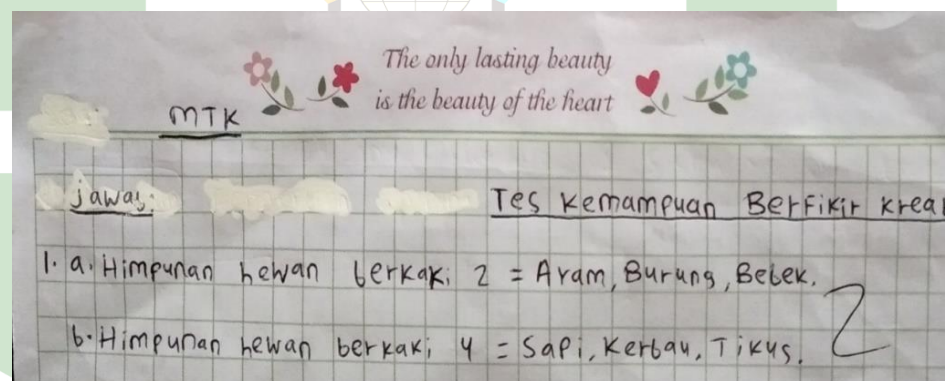 The only lasting beauty
is the beauty of the heart
MTK
jawab:
Tes Kemampuan Berfikir Krea
1. a. Himpunan hewan berkaki 2 = Ayam, Burung, Bebek.
b. Himpunan hewan berkaki 4 = Sapi, Kerbau, Tikus.
2